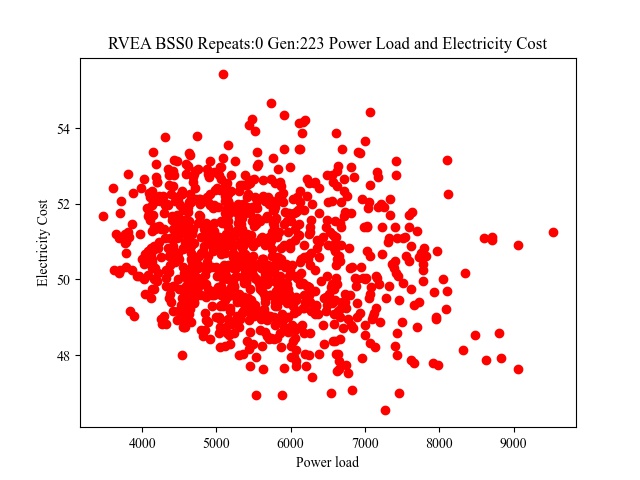 RVEA BSS0 Repeats:0 Gen:223 Power Load and Electricity Cost
54
52
50
48
Electricity Cost
4000 5000 6000 7000 8000 9000
Power load